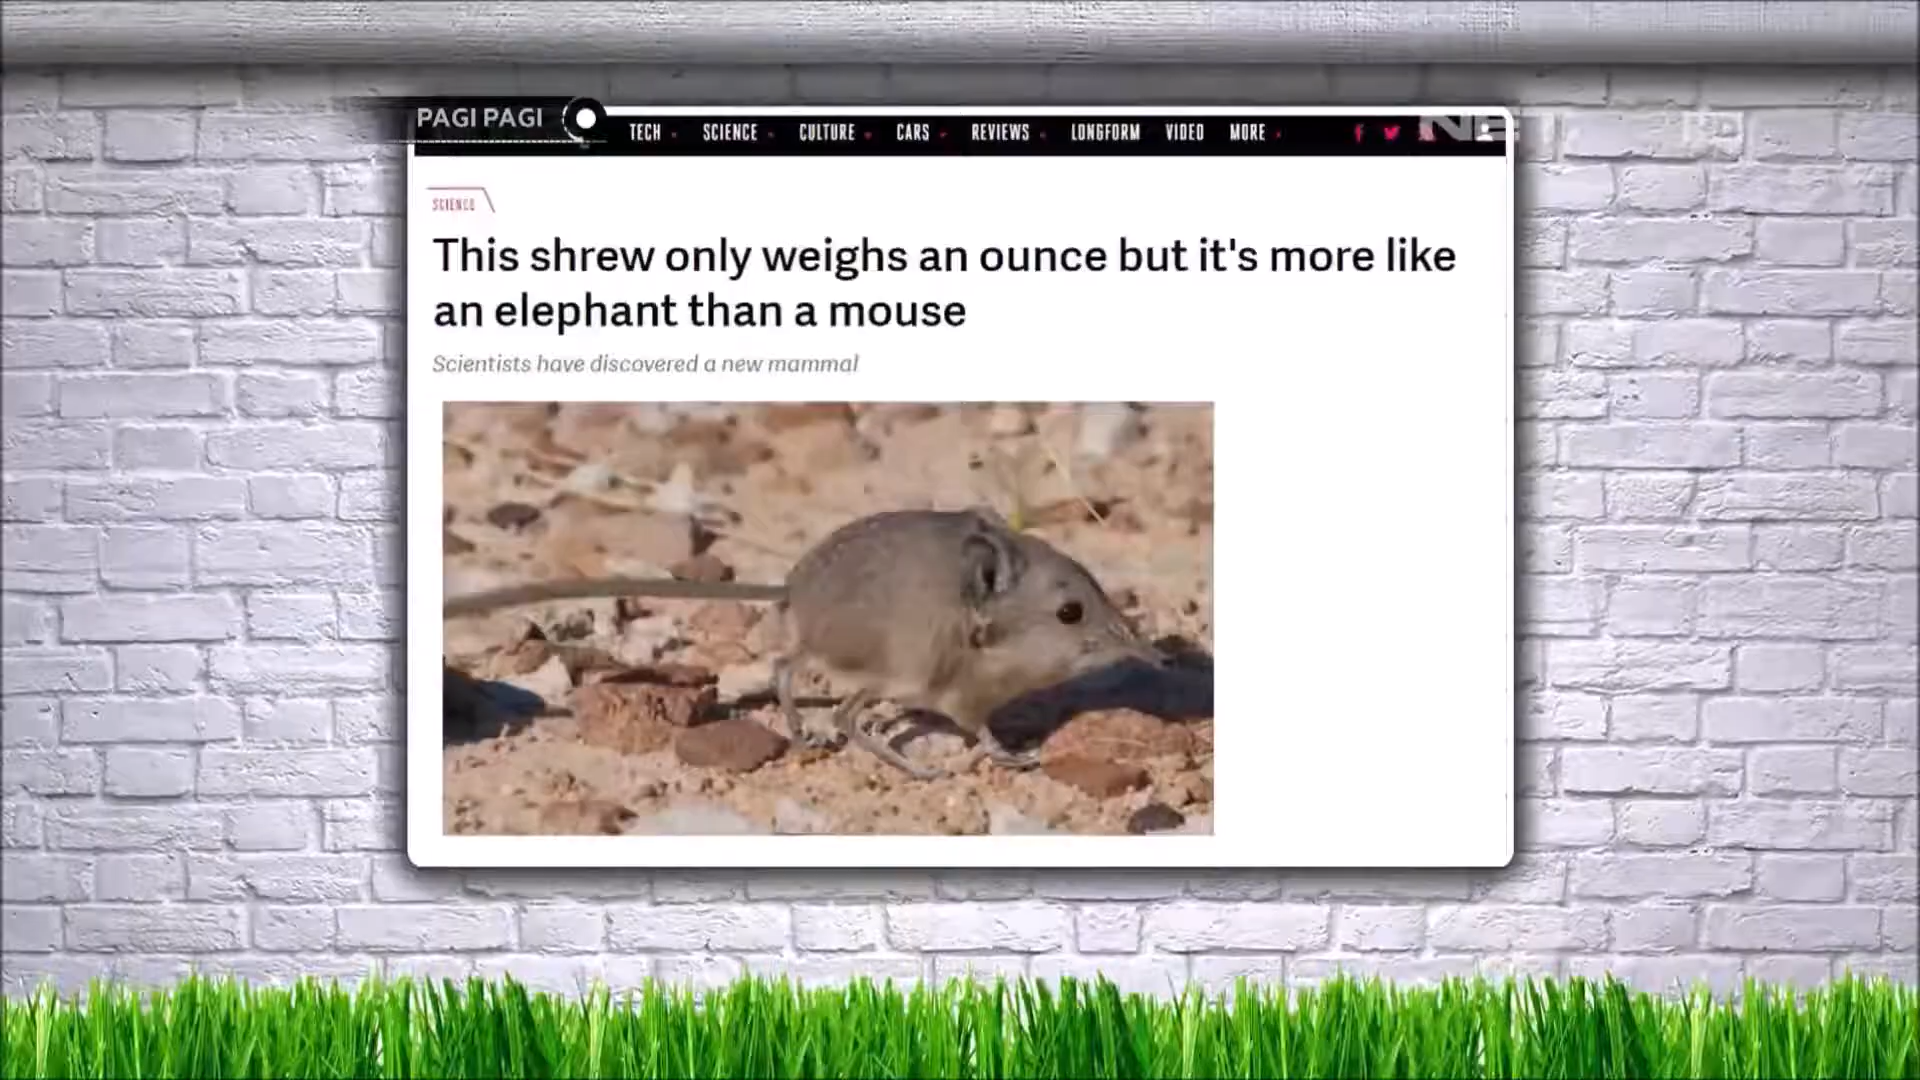 PAGI PAGI
TECH SCIENCE CULTURE CARS REVIEWS LONGFORM VIDEO MORE
NET.
SCIENCE
This shrew only weighs an ounce but it's more like
an elephant than a mouse
Scientists have discovered a new mammal